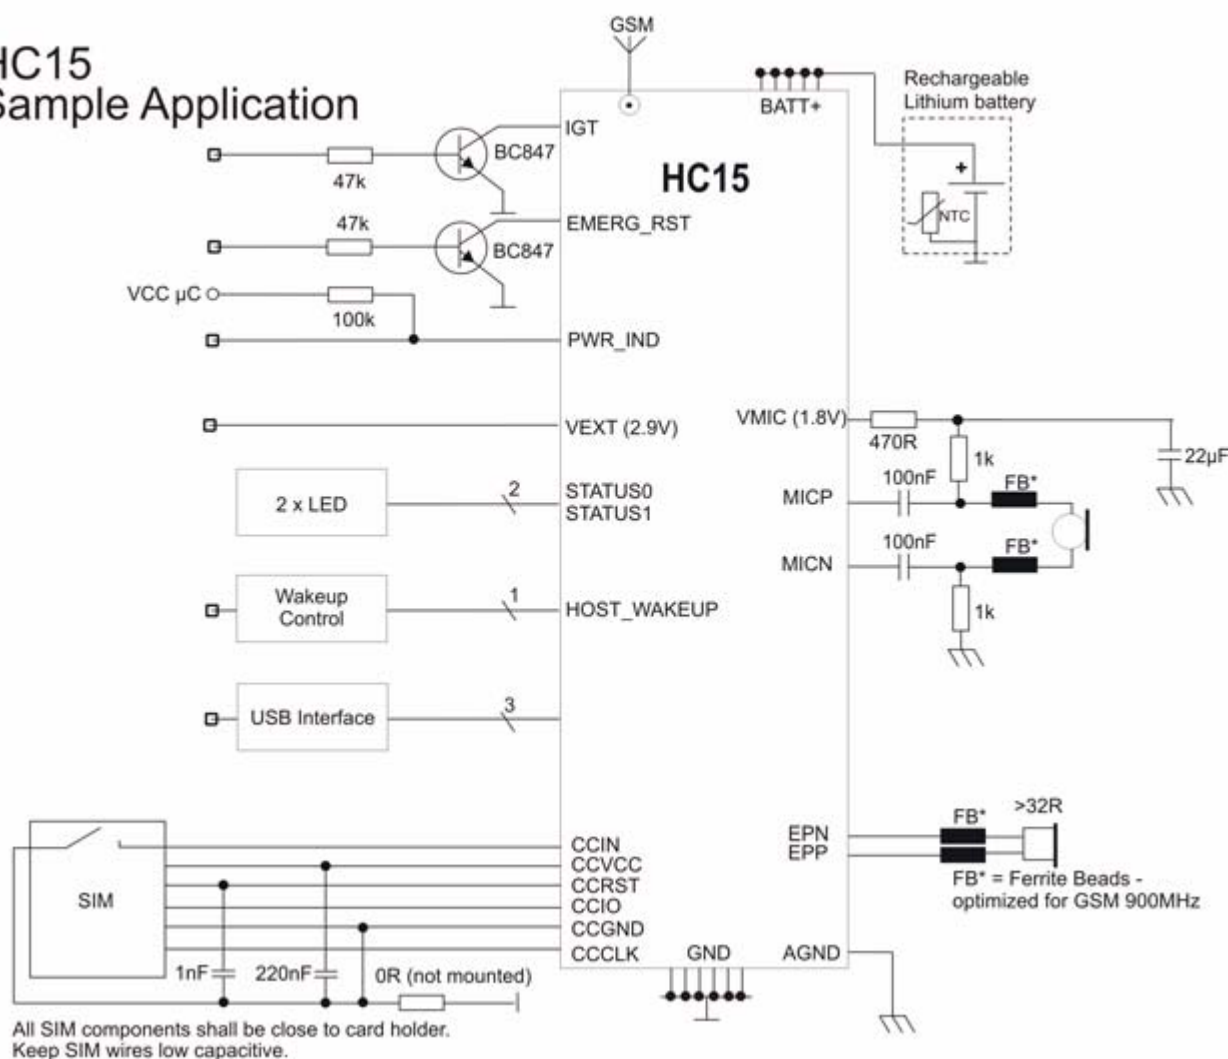 HC15
Sample Application
GSM
BATT+
Rechargeable
Lithium battery
+
NTC
IGT
BC847
HC15
47k
47k
EMERG_RST
BC847
VCC µC
100k
PWR_IND
VEXT (2.9V)
VMIC (1.8V)
470R
1k
22µF
2 x LED
2
STATUS0
STATUS1
MICP
100nF
FB*
MICN
100nF
FB*
1k
Wakeup
Control
1
HOST_WAKEUP
USB Interface
3
SIM
CCIN
CCVCC
CCRST
CCIO
CCGND
CCCLK
1nF
220nF
0R (not mounted)
GND
EPN
EPP
FB*
>32R
FB* = Ferrite Beads -
optimized for GSM 900MHz
AGND
All SIM components shall be close to card holder.
Keep SIM wires low capacitive.